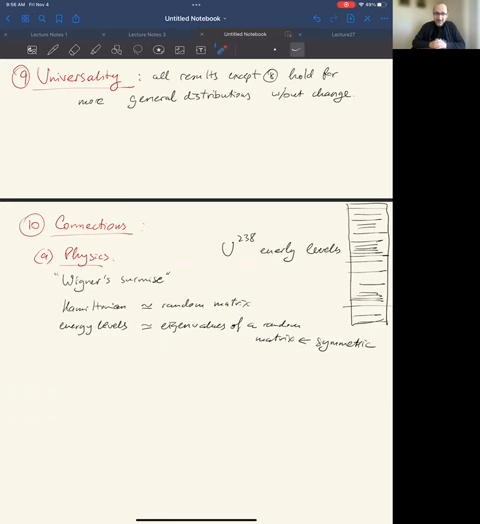 9:56 AM Fri Nov 4
49%
Untitled Notebook
Lecture Notes 1
Lecture Notes 3
Untitled Notebook
Lecture27
⑨ Universality : all results except ⑧ hold for
more general distributions w/out change.
⑩ Connections :
(a) Physics.
U²³⁸ energy levels
"Wigner's surmise"
Hamiltonian ≃ random matrix
energy levels ≃ eigenvalues of a random
matrix ← symmetric